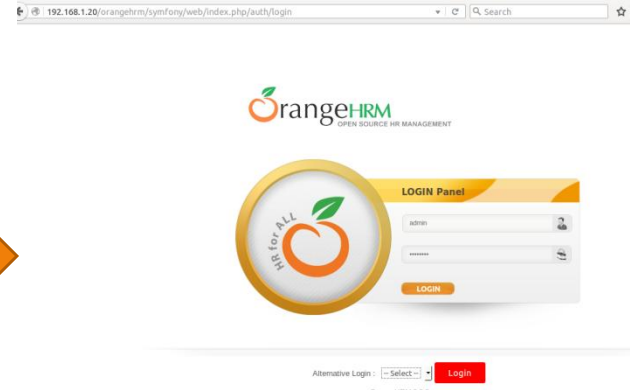 192.168.1.20/orangehrm/symfony/web/index.php/auth/login
Search
OrangeHRM
OPEN SOURCE HR MANAGEMENT
HR for ALL
LOGIN Panel
admin
LOGIN
Alternative Login : -- Select -- Login